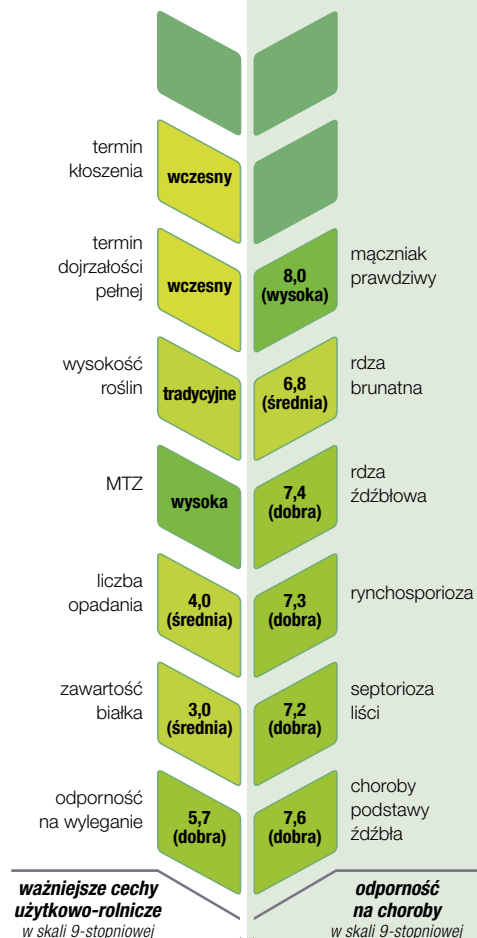 termin
kłoszenia
wczesny
termin
dojrzałości
pełnej
wczesny
8,0
(wysoka)
mączniak
prawdziwy
wysokość
roślin
tradycyjne
6,8
(średnia)
rdza
brunatna
MTZ
wysoka
7,4
(dobra)
rdza
źdźbłowa
liczba
opadania
4,0
(średnia)
7,3
(dobra)
rynchosporioza
zawartość
białka
3,0
(średnia)
7,2
(dobra)
septorioza
liści
odporność
na wyleganie
5,7
(dobra)
7,6
(dobra)
choroby
podstawy
źdźbła
ważniejsze cechy
użytkowo-rolnicze
w skali 9-stopniowej
odporność
na choroby
w skali 9-stopniowej